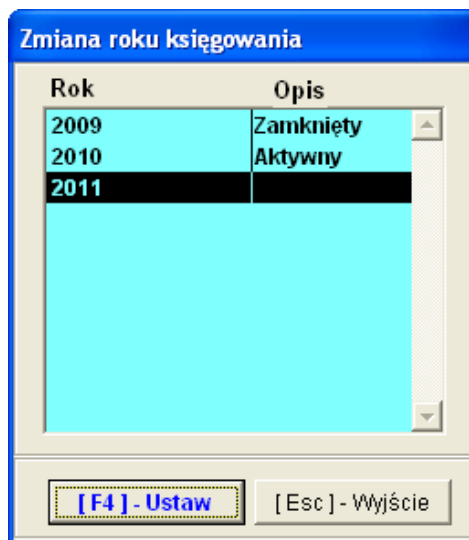 Zmiana roku księgowania
Rok Opis
2009 Zamknięty
2010 Aktywny
2011
[ F4 ] - Ustaw [ Esc ] - Wyjście